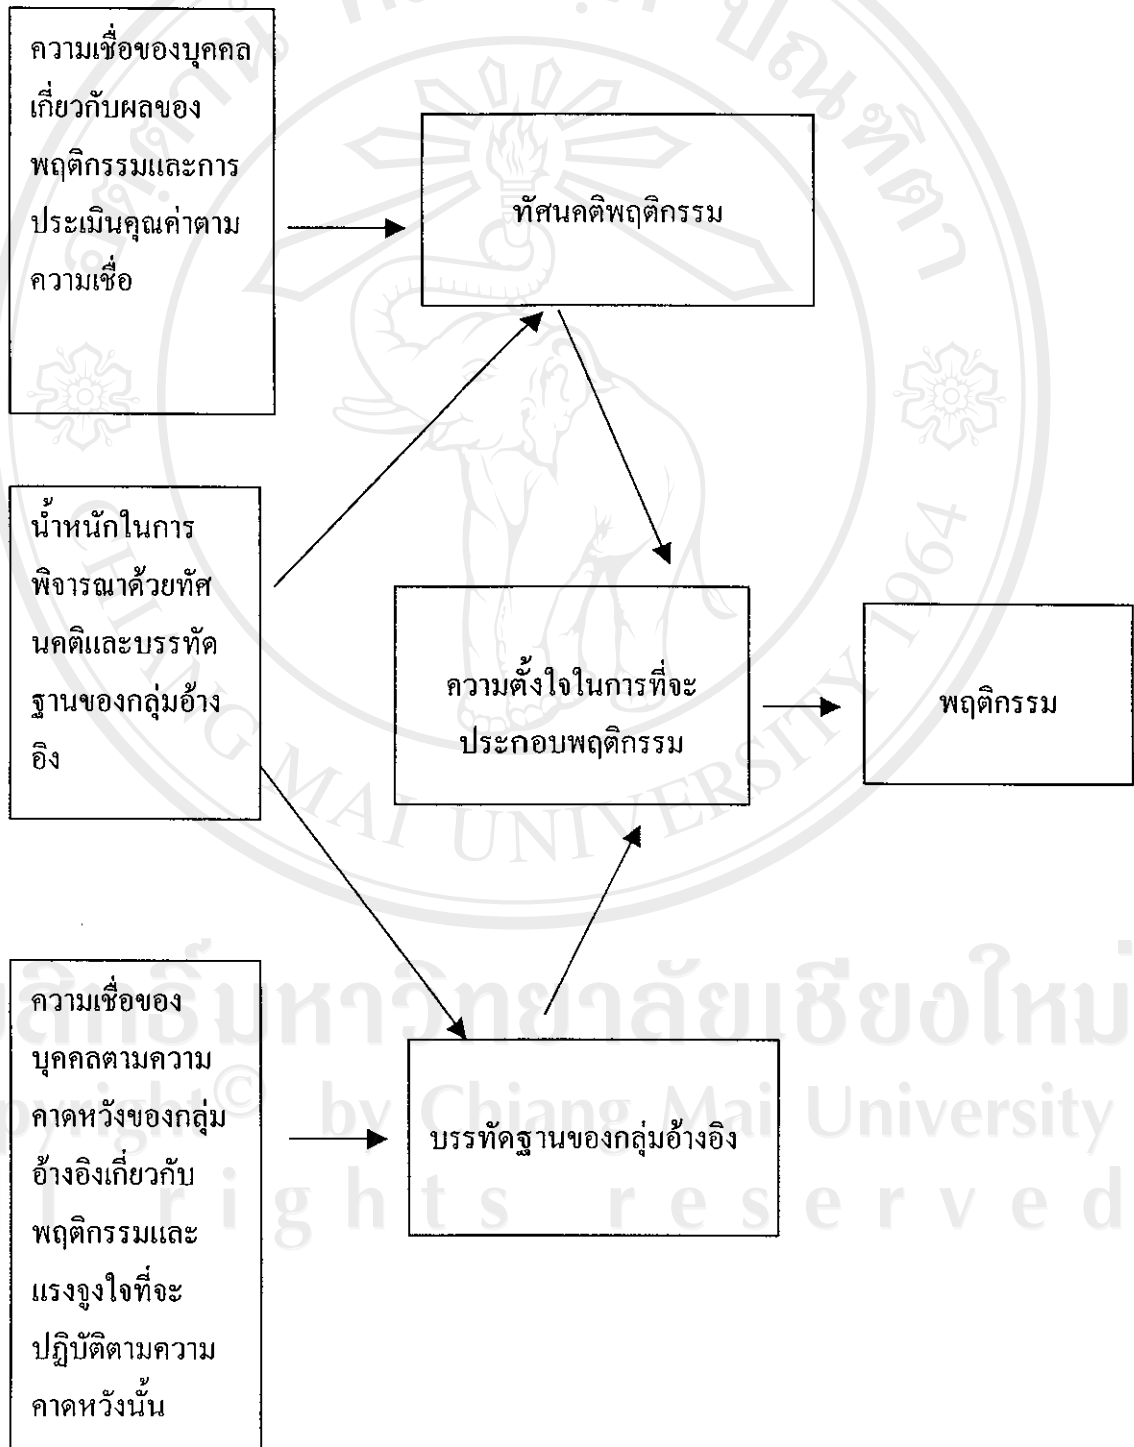 ความเชื่อของบุคคล
เกี่ยวกับผลของ
พฤติกรรมและการ
ประเมินคุณค่าตาม
ความเชื่อ
ทัศนคติพฤติกรรม
น้ำหนักในการ
พิจารณาด้วยทัศ
นคติและบรรทัด
ฐานของกลุ่มอ้าง
อิง
ความตั้งใจในการที่จะ
ประกอบพฤติกรรม
พฤติกรรม
ความเชื่อของ
บุคคลตามความ
คาดหวังของกลุ่ม
อ้างอิงเกี่ยวกับ
พฤติกรรมและ
แรงจูงใจที่จะ
ปฏิบัติตามความ
คาดหวังนั้น
บรรทัดฐานของกลุ่มอ้างอิง
CHIANG MAI UNIVERSITY 1964
มหาวิทยาลัยเชียงใหม่
© by Chiang Mai University
rights reserved